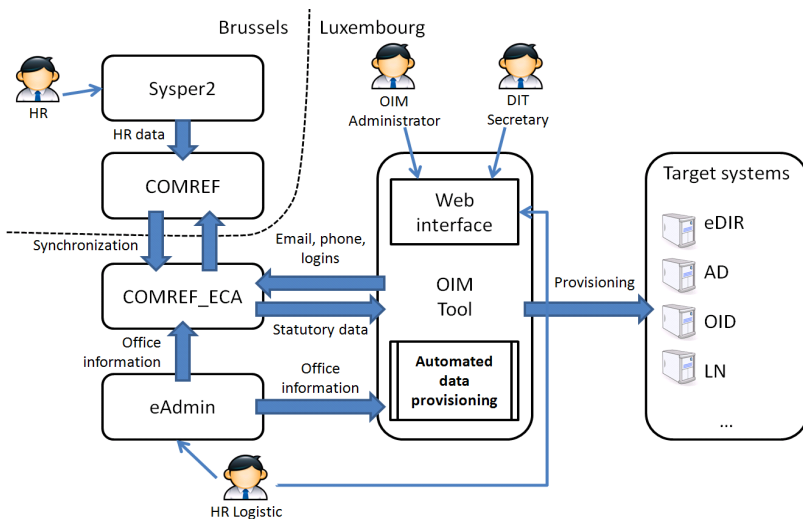 Brussels
Luxembourg
HR
Sysper2
HR data
COMREF
Synchronization
COMREF_ECA
Office
information
eAdmin
HR Logistic
Email, phone,
logins
Statutory data
Office
information
OIM
Administrator
DIT
Secretary
Web
interface
OIM
Tool
Automated
data
provisioning
Provisioning
Target systems
eDIR
AD
OID
LN
...